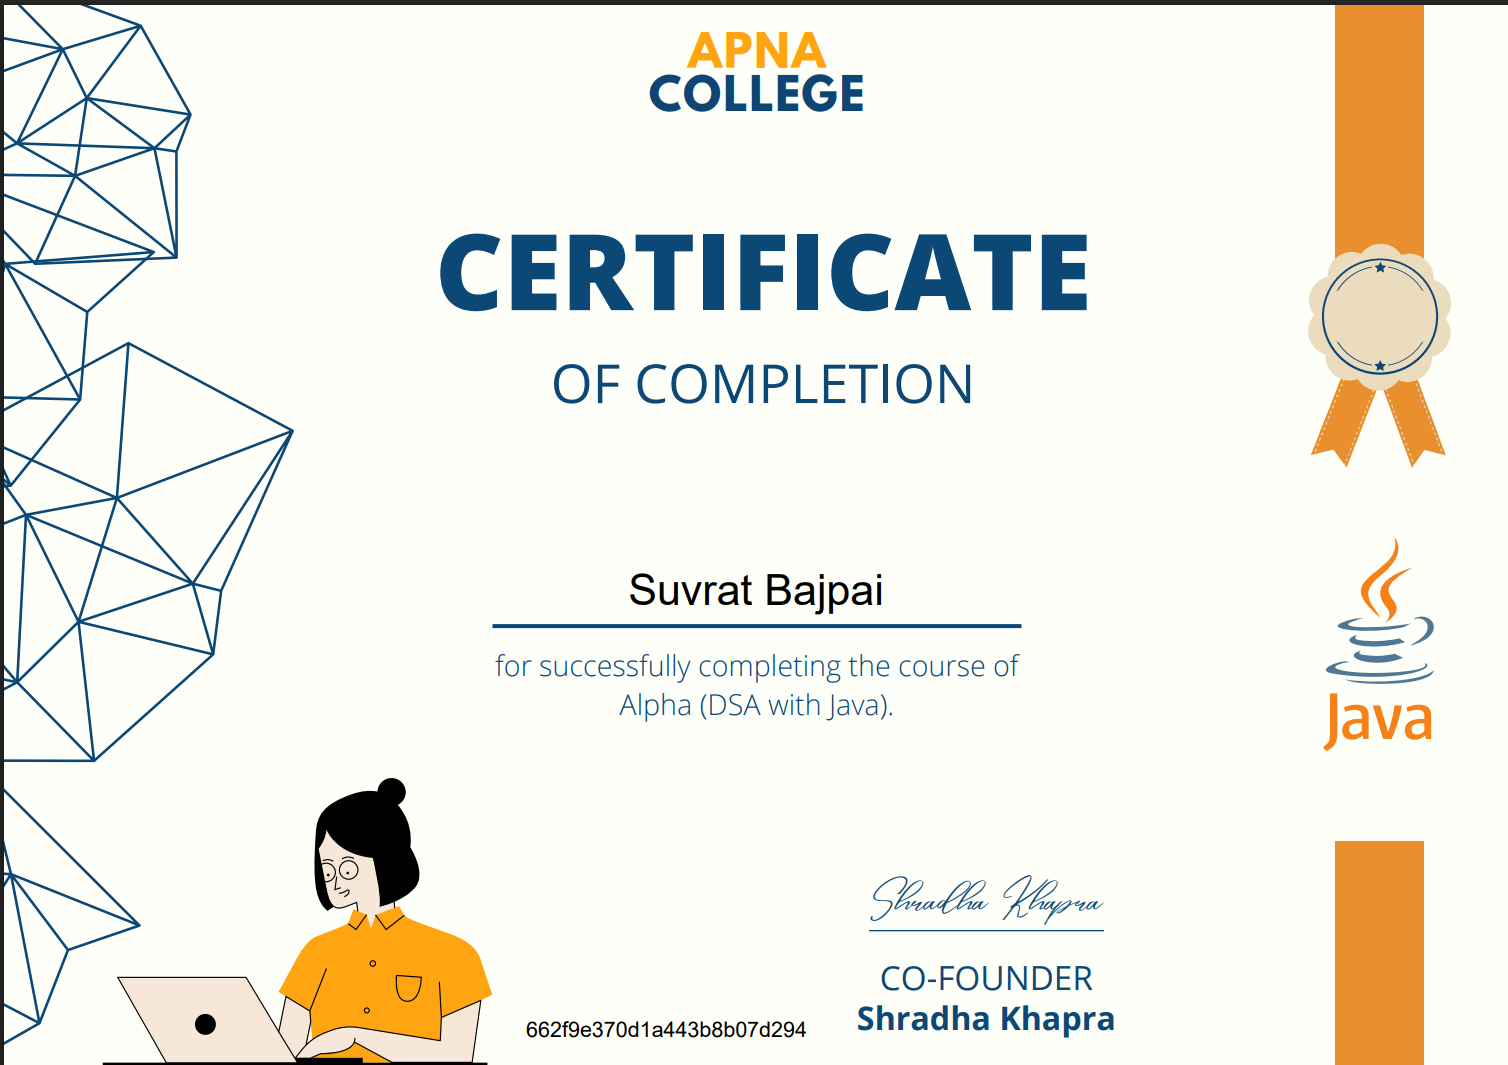 APNA
COLLEGE
CERTIFICATE
OF COMPLETION
Suvrat Bajpai
for successfully completing the course of
Alpha (DSA with Java).
Java
Shradha Khapra
CO-FOUNDER
Shradha Khapra
662f9e370d1a443b8b07d294